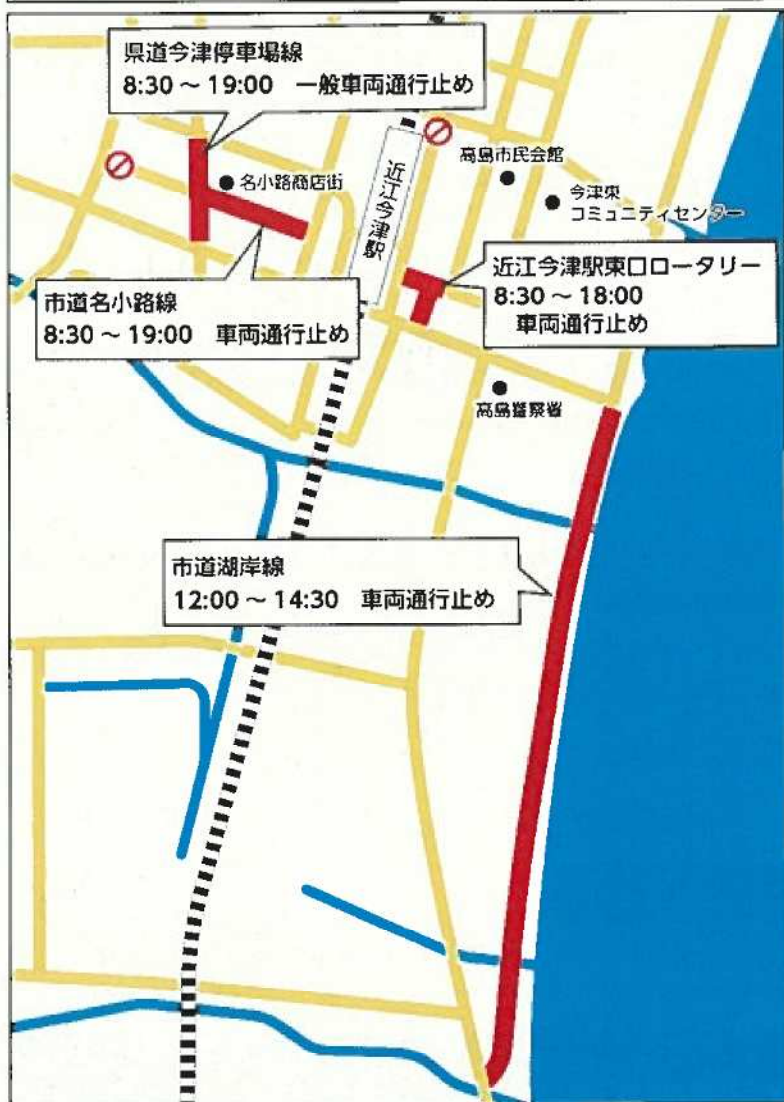 県道今津停車場線
8:30 ～ 19:00　一般車両通行止め
近江今津駅
高島市民会館
名小路商店街
今津東
コミュニティセンター
近江今津駅東口ロータリー
8:30 ～ 18:00
車両通行止め
市道名小路線
8:30 ～ 19:00　車両通行止め
高島警察署
市道湖岸線
12:00 ～ 14:30　車両通行止め